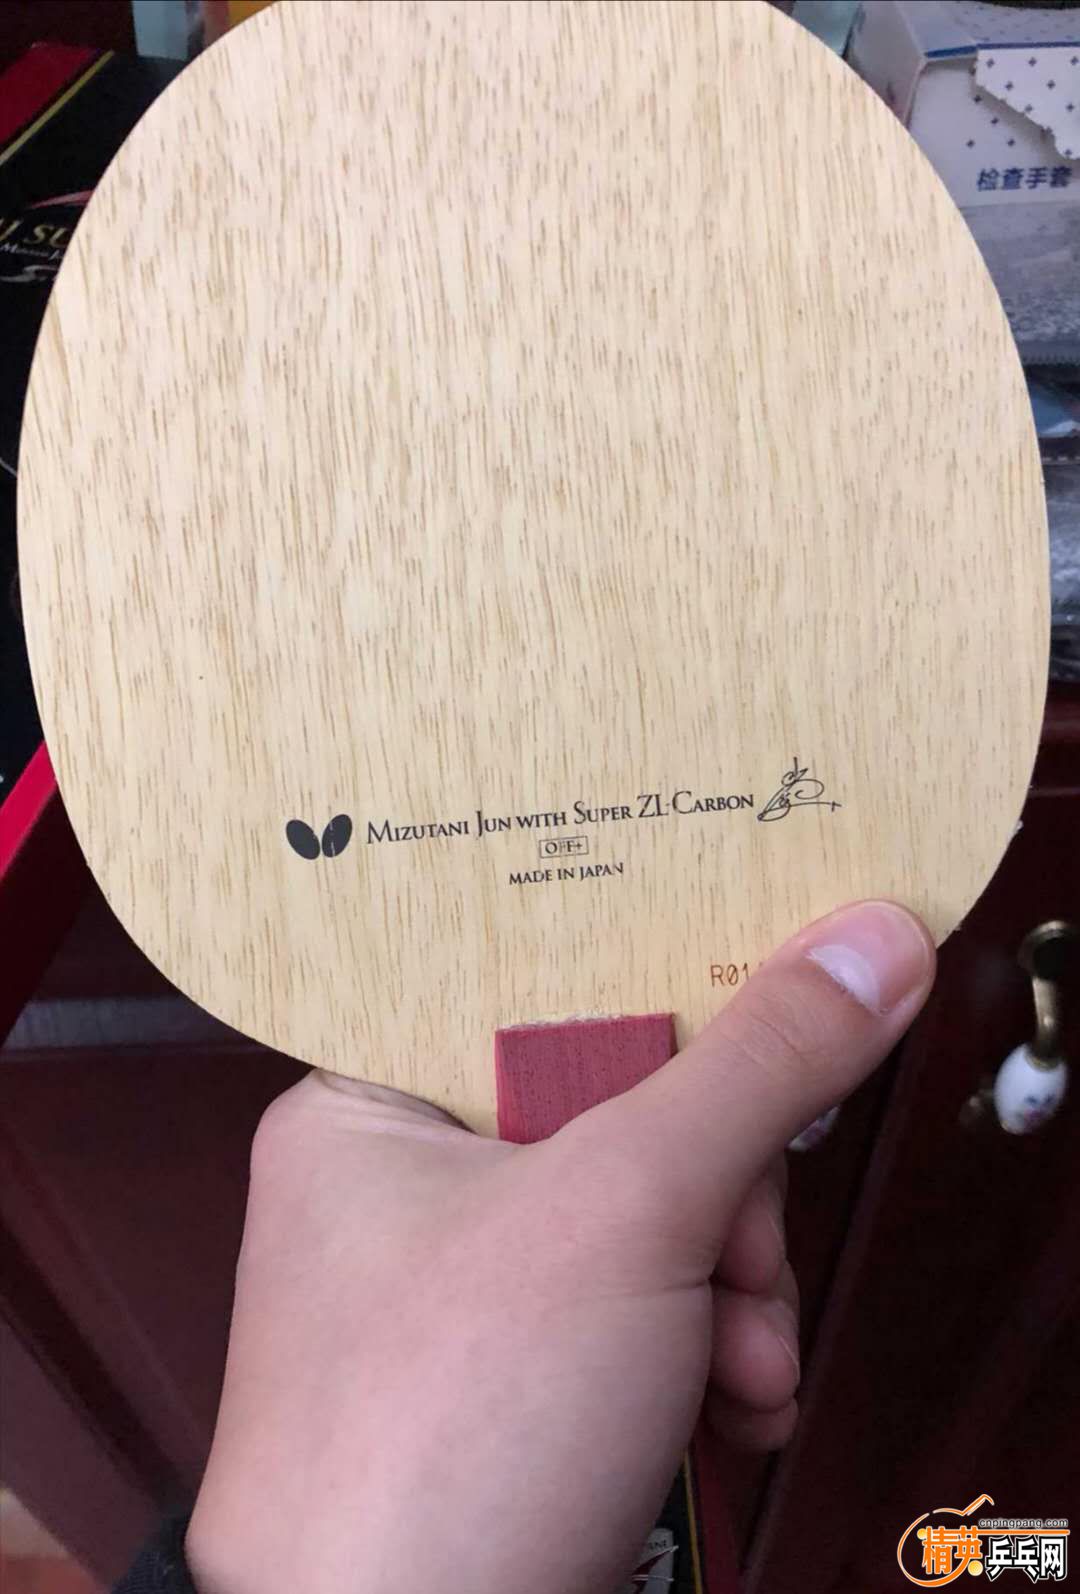 检查手套
MIZUTANI JUN WITH SUPER ZL-CARBON
OFF+
MADE IN JAPAN
R01
cnpingpang.com
精英乒乓网